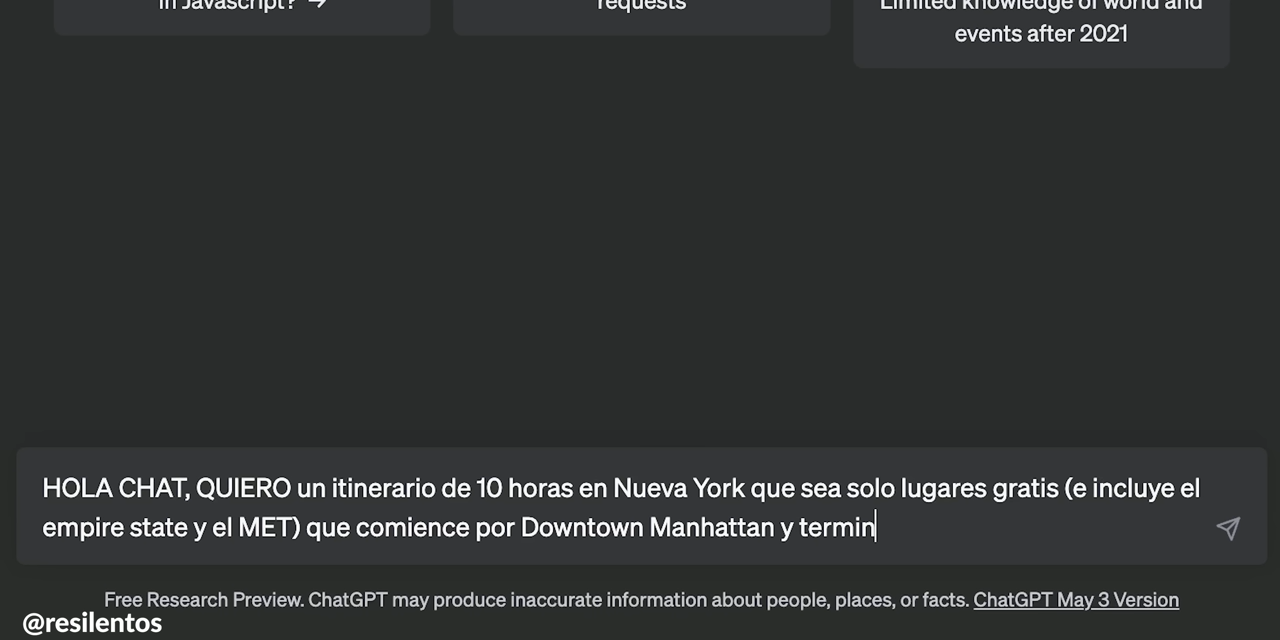 in Javascript? →
requests
Limited knowledge of world and
events after 2021
HOLA CHAT, QUIERO un itinerario de 10 horas en Nueva York que sea solo lugares gratis (e incluye el
empire state y el MET) que comience por Downtown Manhattan y termin
Free Research Preview. ChatGPT may produce inaccurate information about people, places, or facts. ChatGPT May 3 Version
@resilentos